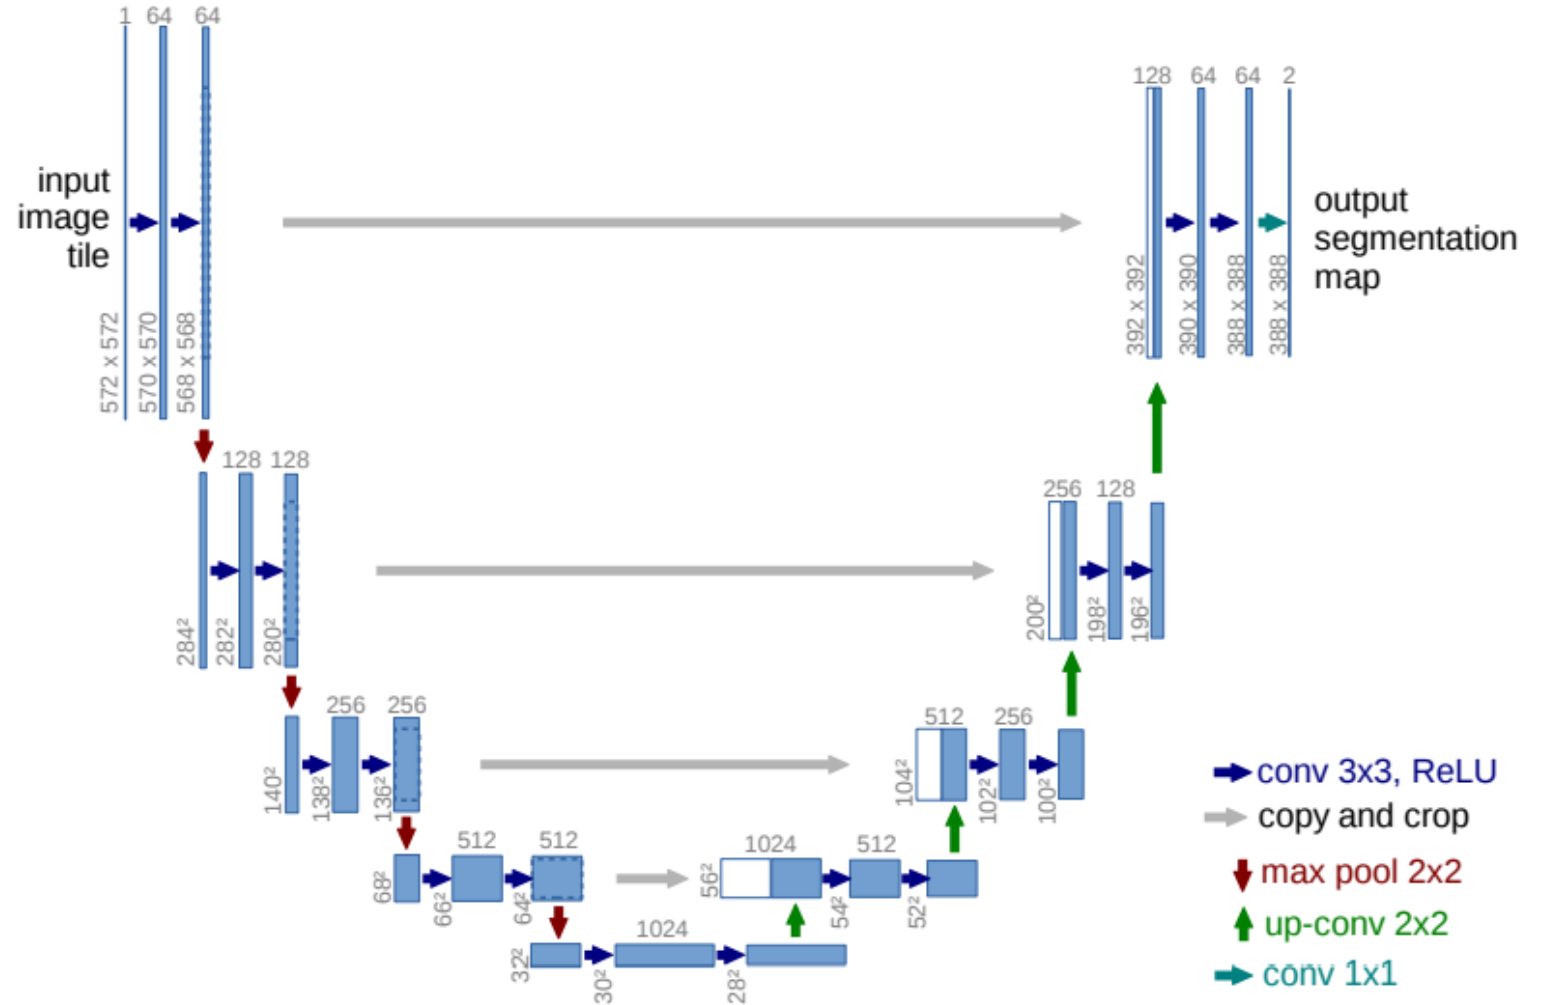 1 64 64
input
image
tile
572 x 572
570 x 570
568 x 568
128 64 64 2
392 x 392
390 x 390
388 x 388
388 x 388
output
segmentation
map
128 128
284²
282²
280²
256 128
200²
198²
196²
256 256
140²
138²
136²
512 256
104²
102²
100²
512 512
68²
66²
64²
1024 512
56²
54²
52²
1024
32²
30²
28²
conv 3x3, ReLU
copy and crop
max pool 2x2
up-conv 2x2
conv 1x1